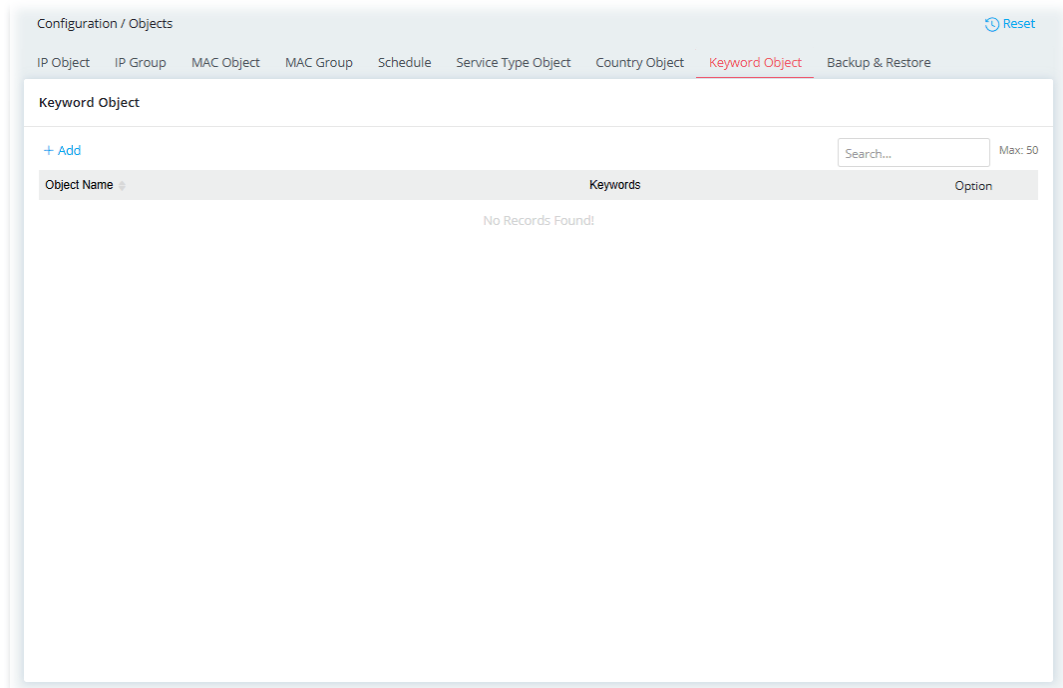 Configuration / Objects Reset
IP Object IP Group MAC Object MAC Group Schedule Service Type Object Country Object Keyword Object Backup & Restore
Keyword Object
+ Add Search... Max: 50
Object Name Keywords Option
No Records Found!